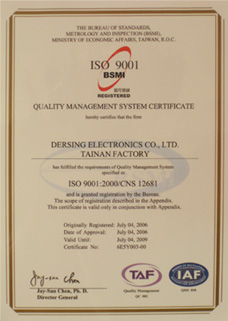 THE BUREAU OF STANDARDS,
METROLOGY AND INSPECTION (BSMI),
MINISTRY OF ECONOMIC AFFAIRS, TAIWAN, R.O.C.
ISO 9001
BSMI
REGISTERED
QUALITY MANAGEMENT SYSTEM CERTIFICATE
hereby certifies that the firm
DERSING ELECTRONICS CO., LTD.
TAINAN FACTORY
has fulfilled the requirements of Quality Management System
specified in
ISO 9001:2000/CNS 12681
and is granted registration by the Bureau.
The scope of registration described in the Appendix.
This certificate is valid only in conjunction with Appendix.
Originally Registered: July 04, 2006
Date of Approval: July 04, 2006
Valid Until: July 04, 2009
Certificate No:
Jay-San Chen, Ph. D.
Director General
TAF
Quality Management
IAF